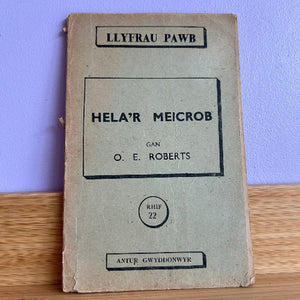 LLYFRAU PAWB
HELA'R MEICROB
GAN
O. E. ROBERTS
RHIF
22
ANTUR GWYDDONWYR